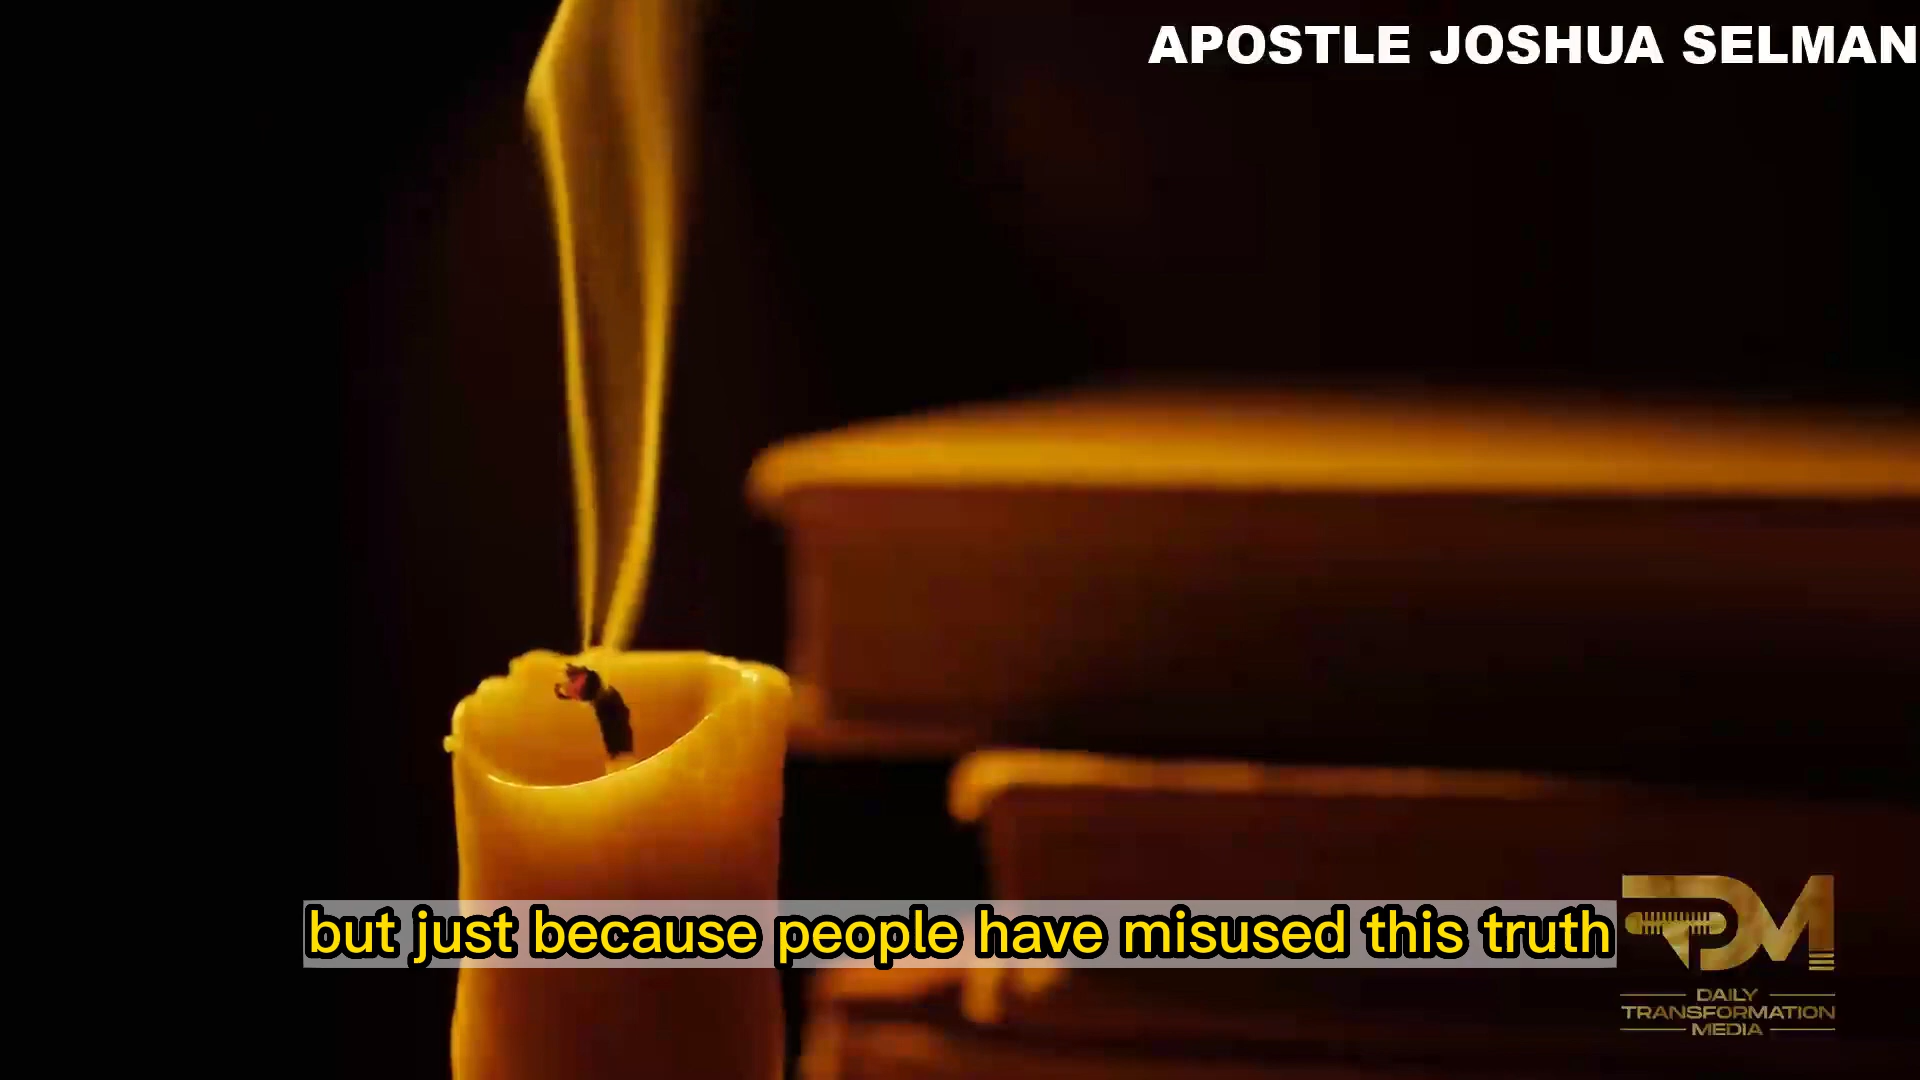 APOSTLE JOSHUA SELMAN
but just because people have misused this truth
DAILY
TRANSFORMATION
MEDIA